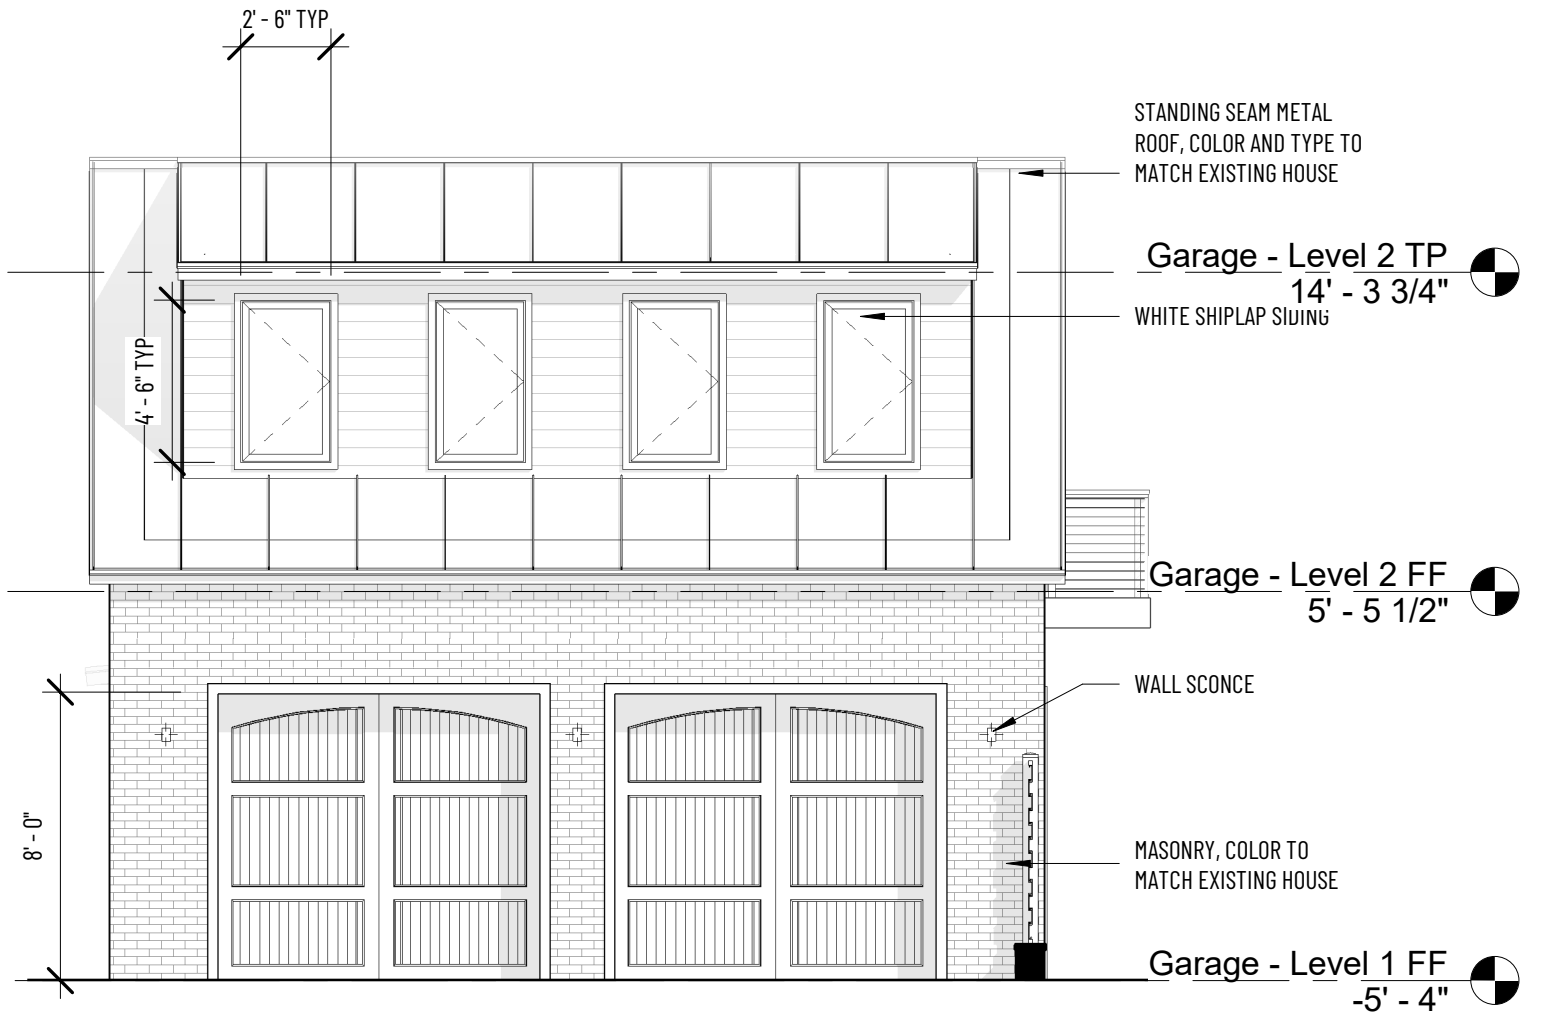 2' - 6" TYP
STANDING SEAM METAL
ROOF, COLOR AND TYPE TO
MATCH EXISTING HOUSE
Garage - Level 2 TP
14' - 3 3/4"
WHITE SHIPLAP SIDING
4' - 6" TYP
Garage - Level 2 FF
5' - 5 1/2"
WALL SCONCE
8' - 0"
MASONRY, COLOR TO
MATCH EXISTING HOUSE
Garage - Level 1 FF
-5' - 4"